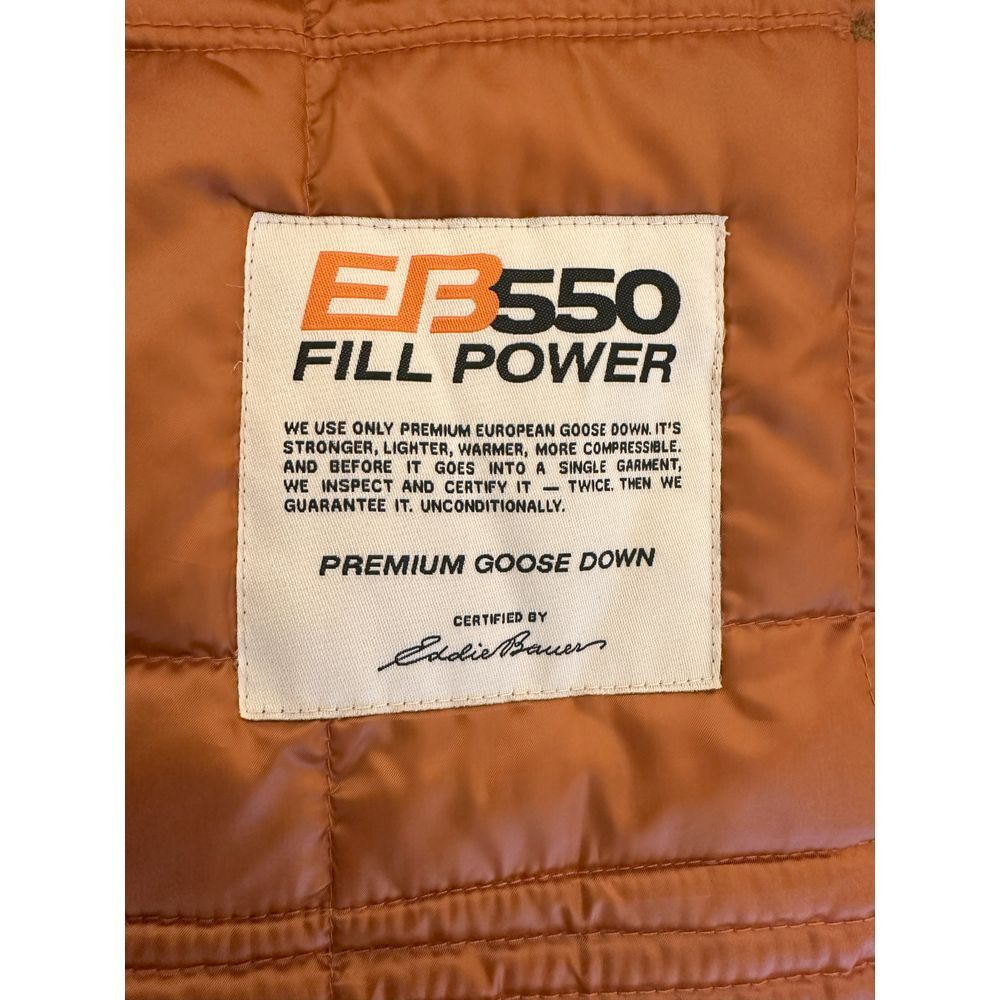 EB550
FILL POWER
WE USE ONLY PREMIUM EUROPEAN GOOSE DOWN. IT'S
STRONGER, LIGHTER, WARMER, MORE COMPRESSIBLE.
AND BEFORE IT GOES INTO A SINGLE GARMENT,
WE INSPECT AND CERTIFY IT — TWICE. THEN WE
GUARANTEE IT. UNCONDITIONALLY.
PREMIUM GOOSE DOWN
CERTIFIED BY
Eddie Bauer